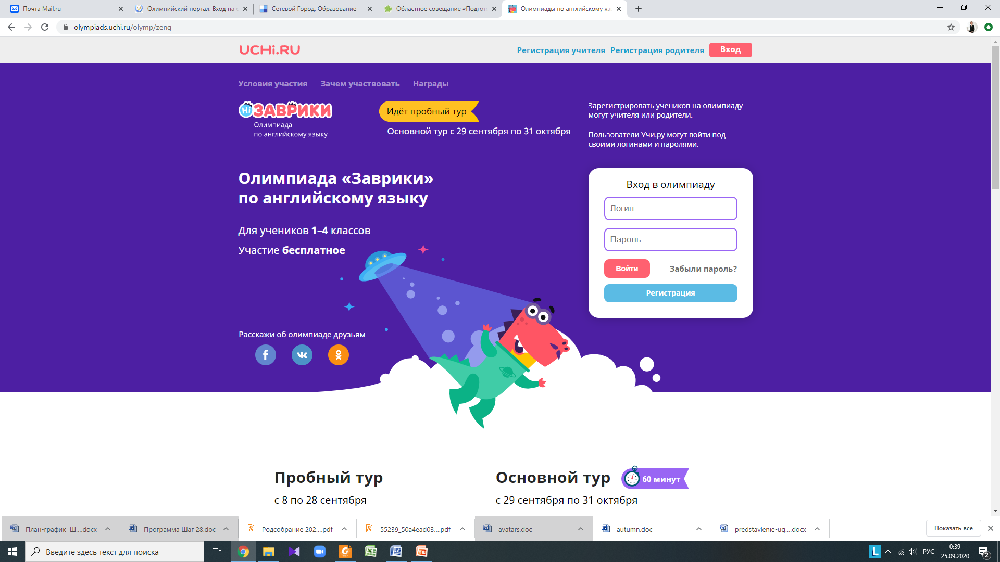 Почта Mail.ru
Олимпийский портал. Вход на с
Сетевой Город. Образование
Областное совещание «Подгот
Олимпиады по английскому яз
olympiads.uchi.ru/olymp/zeng
UCHi.RU
Регистрация учителя
Регистрация родителя
Вход
Условия участия
Зачем участвовать
Награды
Hi ЗАВРИКИ
Олимпиада
по английскому языку
Идёт пробный тур
Основной тур с 29 сентября по 31 октября
Зарегистрировать учеников на олимпиаду
могут учителя или родители.
Пользователи Учи.ру могут войти под
своими логинами и паролями.
Олимпиада «Заврики»
по английскому языку
Для учеников 1–4 классов
Участие бесплатное
Вход в олимпиаду
Логин
Пароль
Войти
Забыли пароль?
Регистрация
Расскажи об олимпиаде друзьям
Пробный тур
с 8 по 28 сентября
Основной тур
60 минут
с 29 сентября по 31 октября
План-график Ш....docx
Программа Шаг 28.doc
Родсобрание 202....pdf
55239_50a4ead03....pdf
avatars.doc
autumn.doc
predstavlenie-ug....docx
Показать все
Введите здесь текст для поиска
L
РУС
0:39
25.09.2020
2